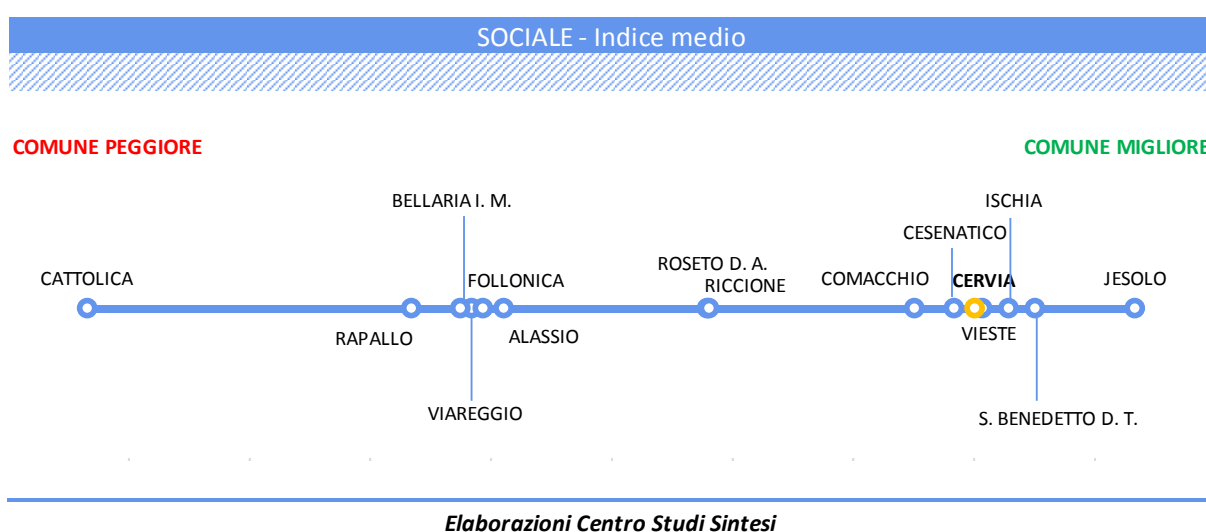 SOCIALE - Indice medio
COMUNE PEGGIORE
COMUNE MIGLIORE
BELLARIA I. M.
ISCHIA
CESENATICO
ROSETO D. A.
CATTOLICA
FOLLONICA
RICCIONE
COMACCHIO
CERVIA
JESOLO
RAPALLO
ALASSIO
VIESTE
VIAREGGIO
S. BENEDETTO D. T.
Elaborazioni Centro Studi Sintesi